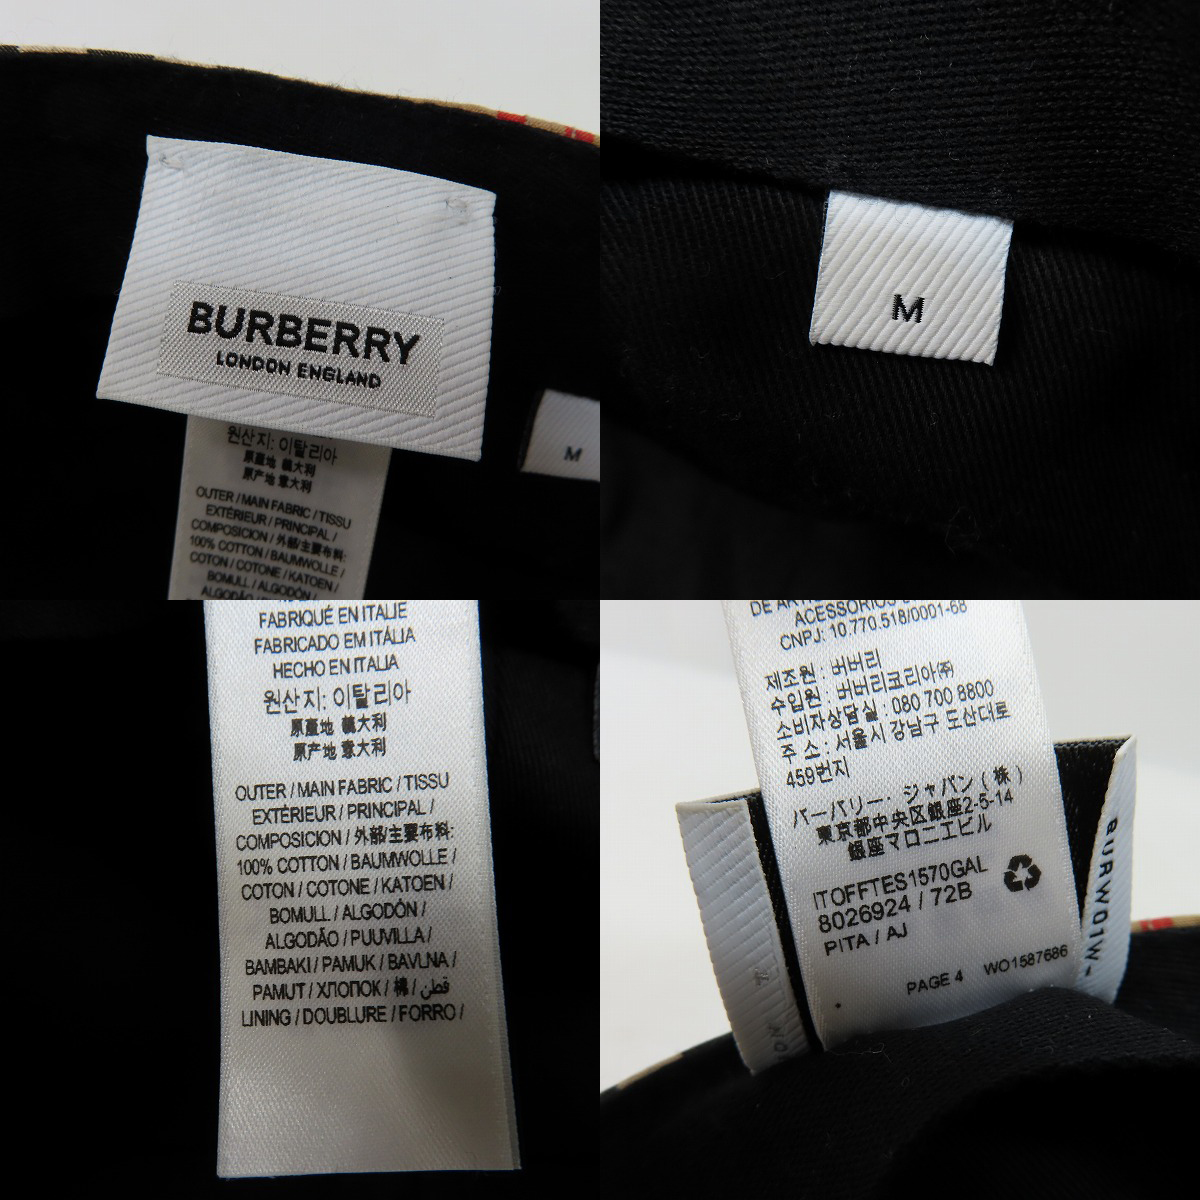 BURBERRY
LONDON ENGLAND
M
원산지: 이탈리아
原產地 義大利
原产地 意大利
OUTER / MAIN FABRIC / TISSU
EXTÉRIEUR / PRINCIPAL /
COMPOSICION / 外部/主要布料:
100% COTTON / BAUMWOLLE /
COTON / COTONE / KATOEN /
BOMULL / ALGODÓN /
M
FABRIQUÉ EN ITALIE
FABRICADO EM ITÁLIA
HECHO EN ITALIA
원산지: 이탈리아
原產地 義大利
原产地 意大利
OUTER / MAIN FABRIC / TISSU
EXTÉRIEUR / PRINCIPAL /
COMPOSICION / 外部/主要布料:
100% COTTON / BAUMWOLLE /
COTON / COTONE / KATOEN /
BOMULL / ALGODÓN /
ALGODÃO / PUUVILLA /
BAMBAKI / PAMUK / BAVLNA /
PAMUT / ХЛОПОК / 棉 / قطن /
LINING / DOUBLURE / FORRO /
ACESSÓRIOS
CNPJ: 10.770.518/0001-68
제조원 : 버버리
수입원 : 버버리코리아㈜
소비자상담실 : 080 700 8800
주 소 : 서울시 강남구 도산대로
459번지
バーバリー・ジャパン ( 株 )
東京都中央区銀座2-5-14
銀座マロニエビル
ITOFFTES1570GAL
8026924 / 72B
PITA / AJ
PAGE 4 WO1587686
BURW01W-